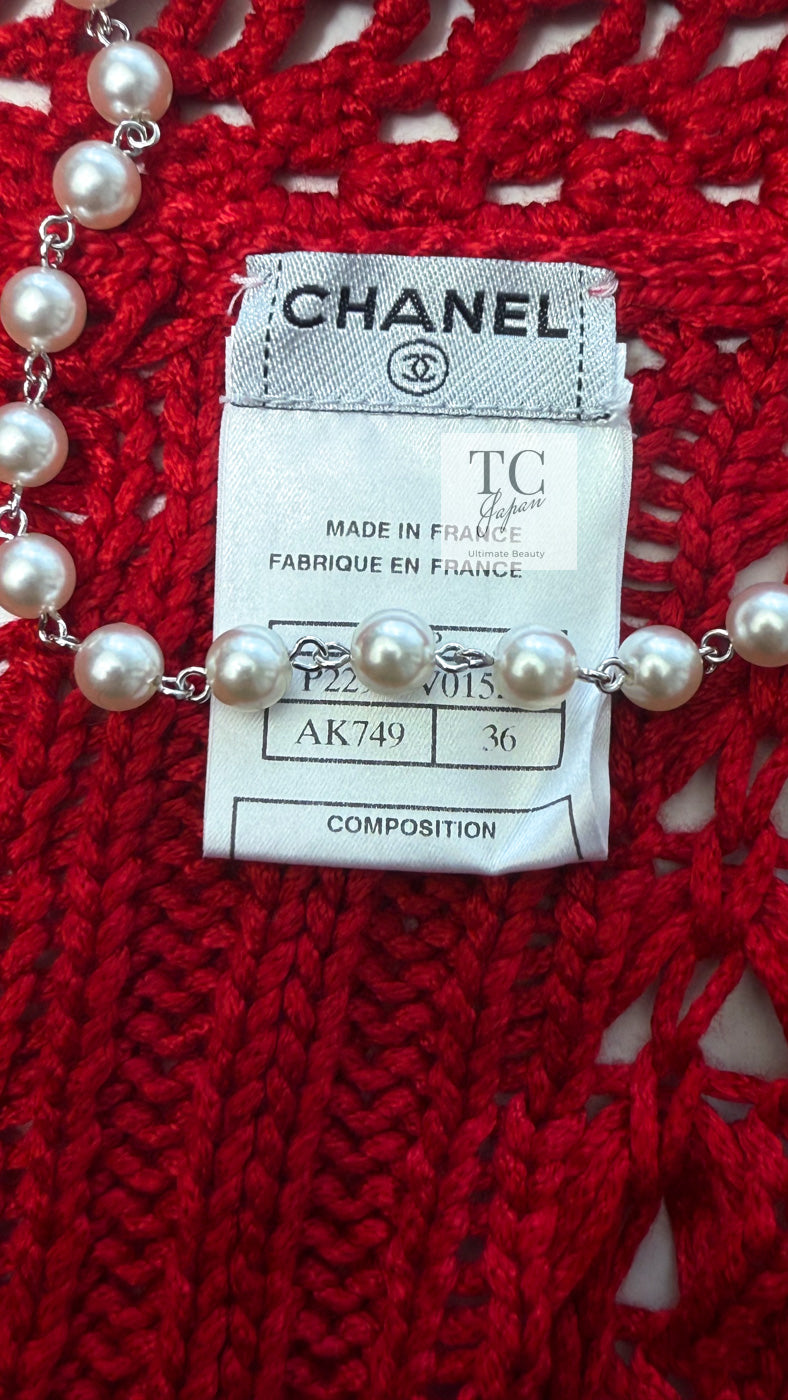 CHANEL
TC
Japan
Ultimate Beauty
MADE IN FRANCE
FABRIQUE EN FRANCE
AK749 36
COMPOSITION